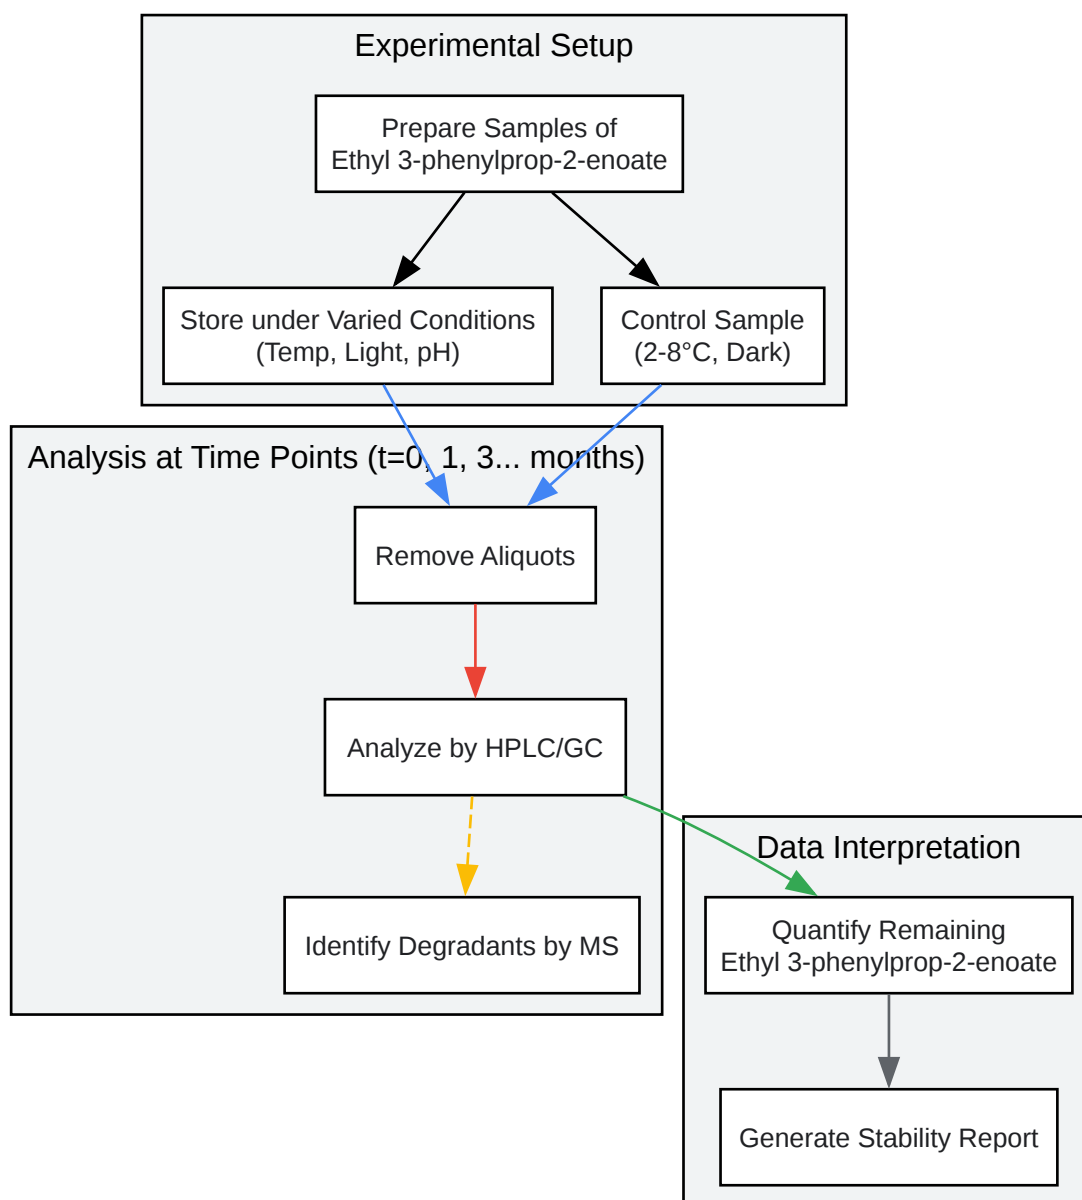 Experimental Setup
Prepare Samples of
Ethyl 3-phenylprop-2-enoate
Store under Varied Conditions
(Temp, Light, pH)
Control Sample
(2-8°C, Dark)
Analysis at Time Points (t=0, 1, 3... months)
Remove Aliquots
Analyze by HPLC/GC
Identify Degradants by MS
Data Interpretation
Quantify Remaining
Ethyl 3-phenylprop-2-enoate
Generate Stability Report